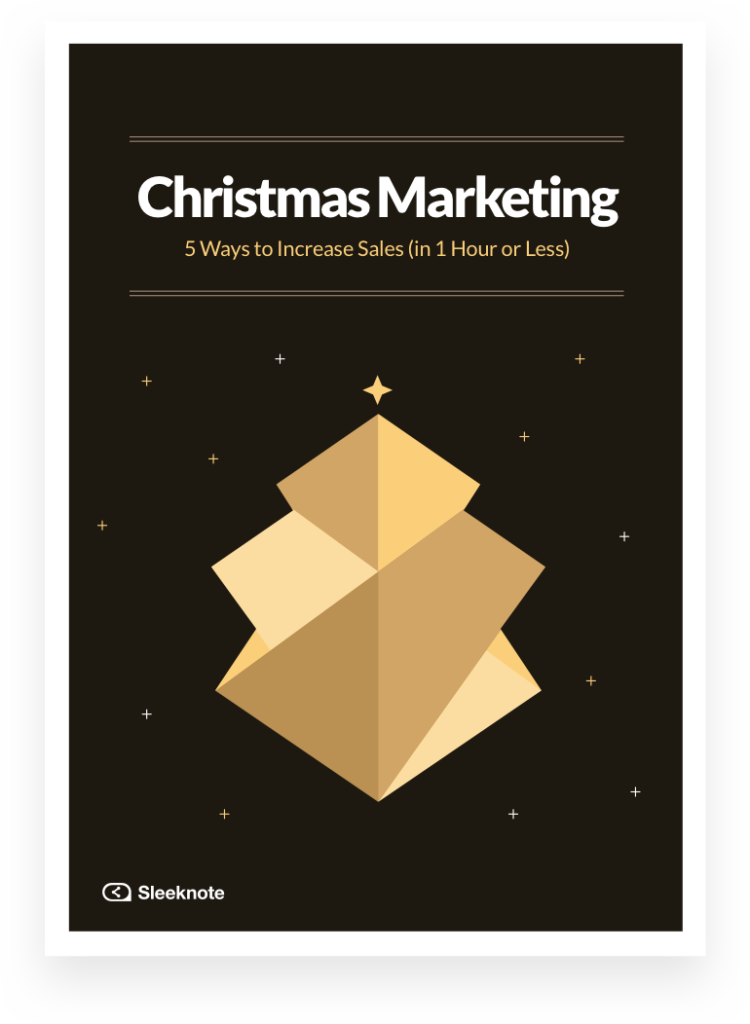 Christmas Marketing
5 Ways to Increase Sales (in 1 Hour or Less)
Sleeknote